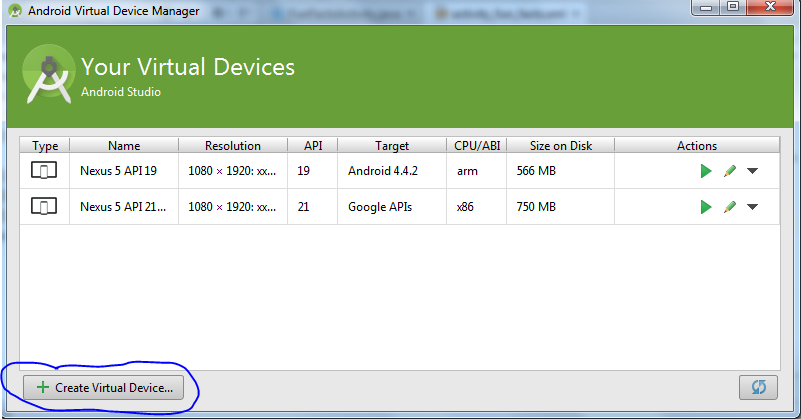 Android Virtual Device Manager
Your Virtual Devices
Android Studio
Type Name Resolution API Target CPU/ABI Size on Disk Actions
Nexus 5 API 19 1080 × 1920: xx... 19 Android 4.4.2 arm 566 MB
Nexus 5 API 21... 1080 × 1920: xx... 21 Google APIs x86 750 MB
Create Virtual Device...